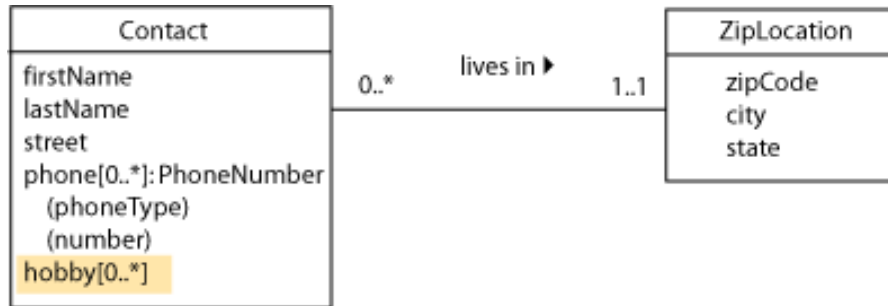 Contact
firstName
lastName
street
phone[0..*]:PhoneNumber
(phoneType)
(number)
hobby[0..*]
0..*
lives in ▸
1..1
ZipLocation
zipCode
city
state